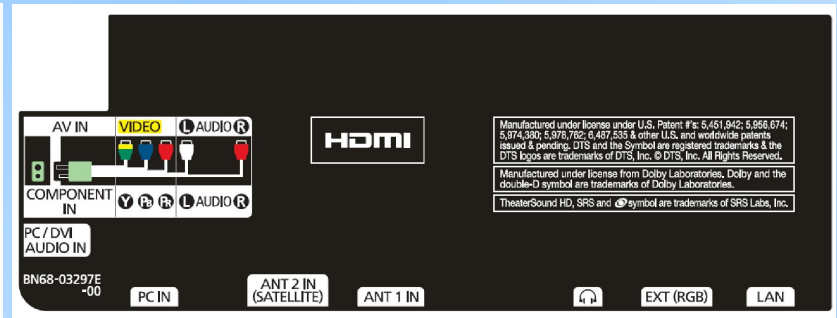 AV IN VIDEO L AUDIO R
COMPONENT
IN
Y PB PR L AUDIO R
PC / DVI
AUDIO IN
BN68-03297E
-00
HDMI
Manufactured under license under U.S. Patent #'s: 5,451,942; 5,956,674;
5,974,380; 5,978,762; 6,487,535 & other U.S. and worldwide patents
issued & pending. DTS and the Symbol are registered trademarks & the
DTS logos are trademarks of DTS, Inc. © DTS, Inc. All Rights Reserved.
Manufactured under license from Dolby Laboratories. Dolby and the
double-D symbol are trademarks of Dolby Laboratories.
TheaterSound HD, SRS and symbol are trademarks of SRS Labs, Inc.
PC IN
ANT 2 IN
(SATELLITE)
ANT 1 IN
EXT (RGB)
LAN